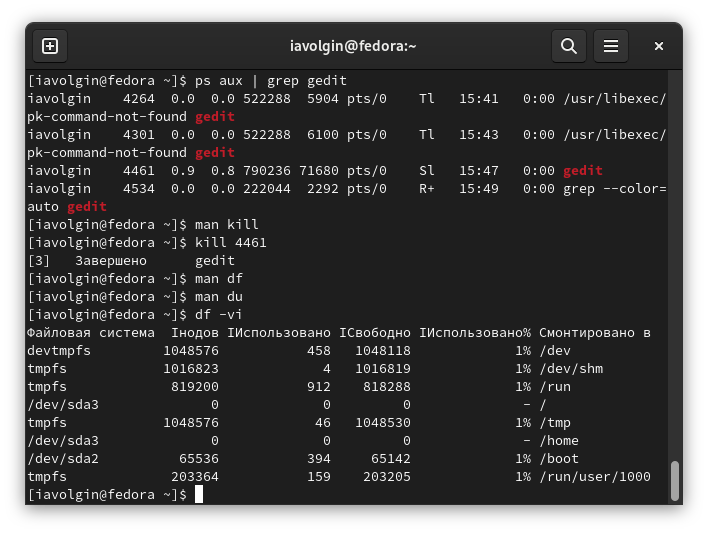 iavolgin@fedora:~
[iavolgin@fedora ~]$ ps aux | grep gedit
iavolgin    4264  0.0  0.0 522288  5904 pts/0    Tl   15:41   0:00 /usr/libexec/
pk-command-not-found gedit
iavolgin    4301  0.0  0.0 522288  6100 pts/0    Tl   15:43   0:00 /usr/libexec/
pk-command-not-found gedit
iavolgin    4461  0.9  0.8 790236 71680 pts/0    Sl   15:47   0:00 gedit
iavolgin    4534  0.0  0.0 222044  2292 pts/0    R+   15:49   0:00 grep --color=
auto gedit
[iavolgin@fedora ~]$ man kill
[iavolgin@fedora ~]$ kill 4461
[3]   Завершено      gedit
[iavolgin@fedora ~]$ man df
[iavolgin@fedora ~]$ man du
[iavolgin@fedora ~]$ df -vi
Файловая система  Iнодов IИспользовано IСвободно IИспользовано% Смонтировано в
devtmpfs         1048576           458   1048118             1% /dev
tmpfs            1016823             4   1016819             1% /dev/shm
tmpfs             819200           912    818288             1% /run
/dev/sda3              0             0         0              - /
tmpfs            1048576            46   1048530             1% /tmp
/dev/sda3              0             0         0              - /home
/dev/sda2          65536           394     65142             1% /boot
tmpfs             203364           159    203205             1% /run/user/1000
[iavolgin@fedora ~]$